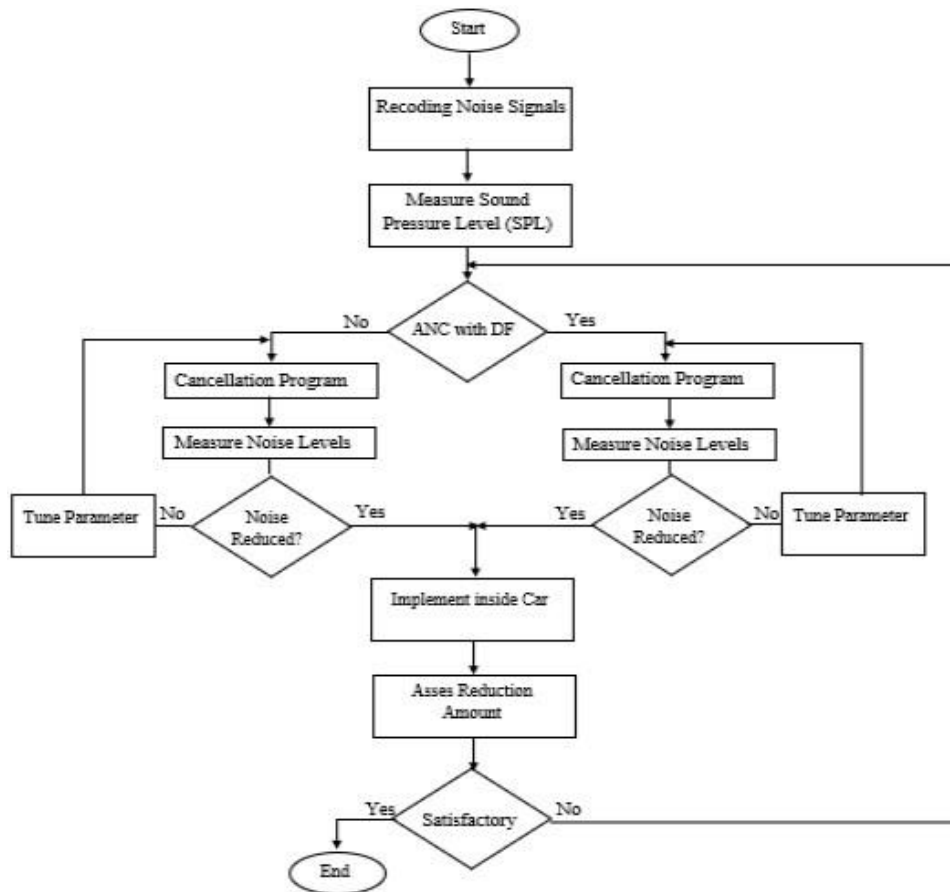 Start
Recoding Noise Signals
Measure Sound
Pressure Level (SPL)
No
ANC with DF
Yes
Cancellation Program
Cancellation Program
Measure Noise Levels
Measure Noise Levels
Tune Parameter
No
Noise
Reduced?
Yes
Yes
Noise
Reduced?
No
Tune Parameter
Implement inside Car
Asses Reduction
Amount
Yes
Satisfactory
No
End